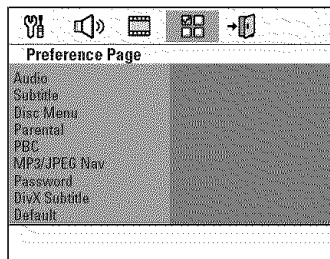 Preference Page
Audio
Subtitle
Disc Menu
Parental
PBC
MP3/JPEG Nav
Password
DivX Subtitle
Default